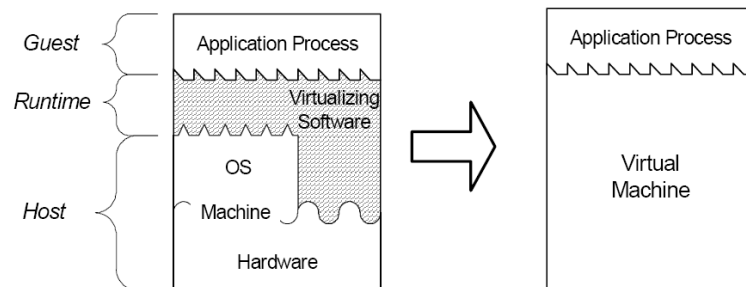 Guest
Runtime
Host
Application Process
Virtualizing
Software
OS
Machine
Hardware
Application Process
Virtual
Machine